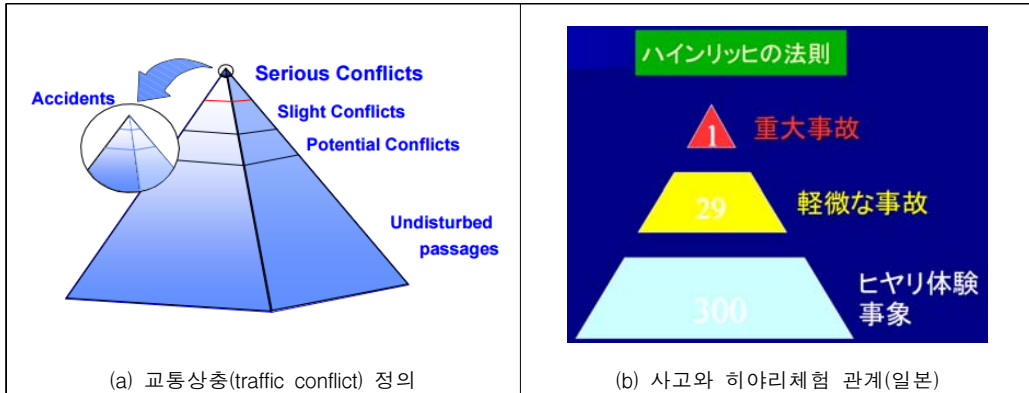 Serious Conflicts
Accidents
Slight Conflicts
Potential Conflicts
Undisturbed
passages
(a) 교통상충(traffic conflict) 정의
ハインリッヒの法則
1
重大事故
29
軽微な事故
300
ヒヤリ体験
事象
(b) 사고와 히야리체험 관계(일본)